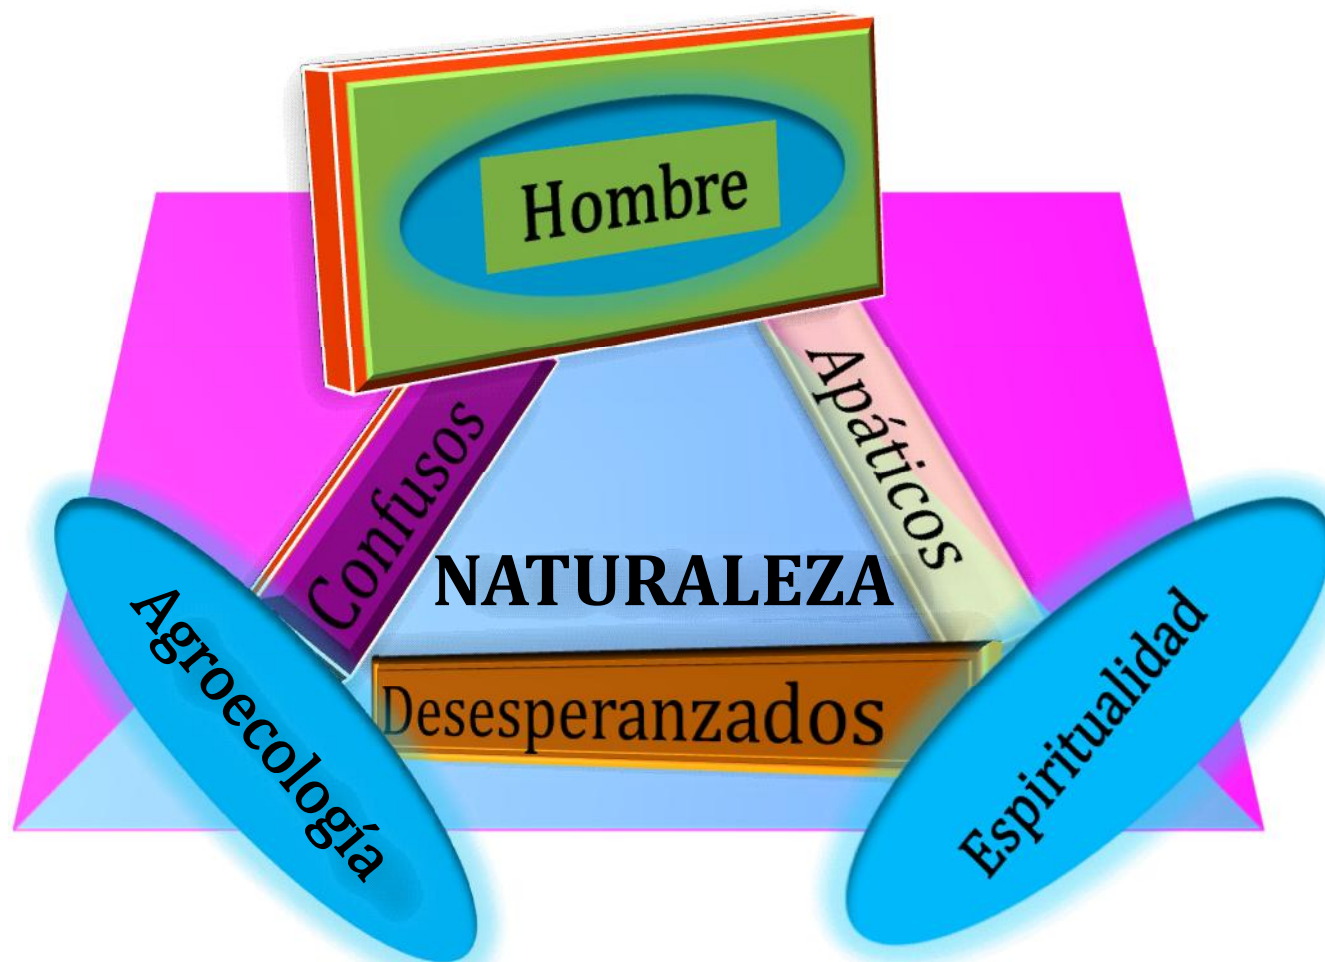 Hombre
Confusos
Apáticos
NATURALEZA
Agroecología
Desesperanzados
Espiritualidad